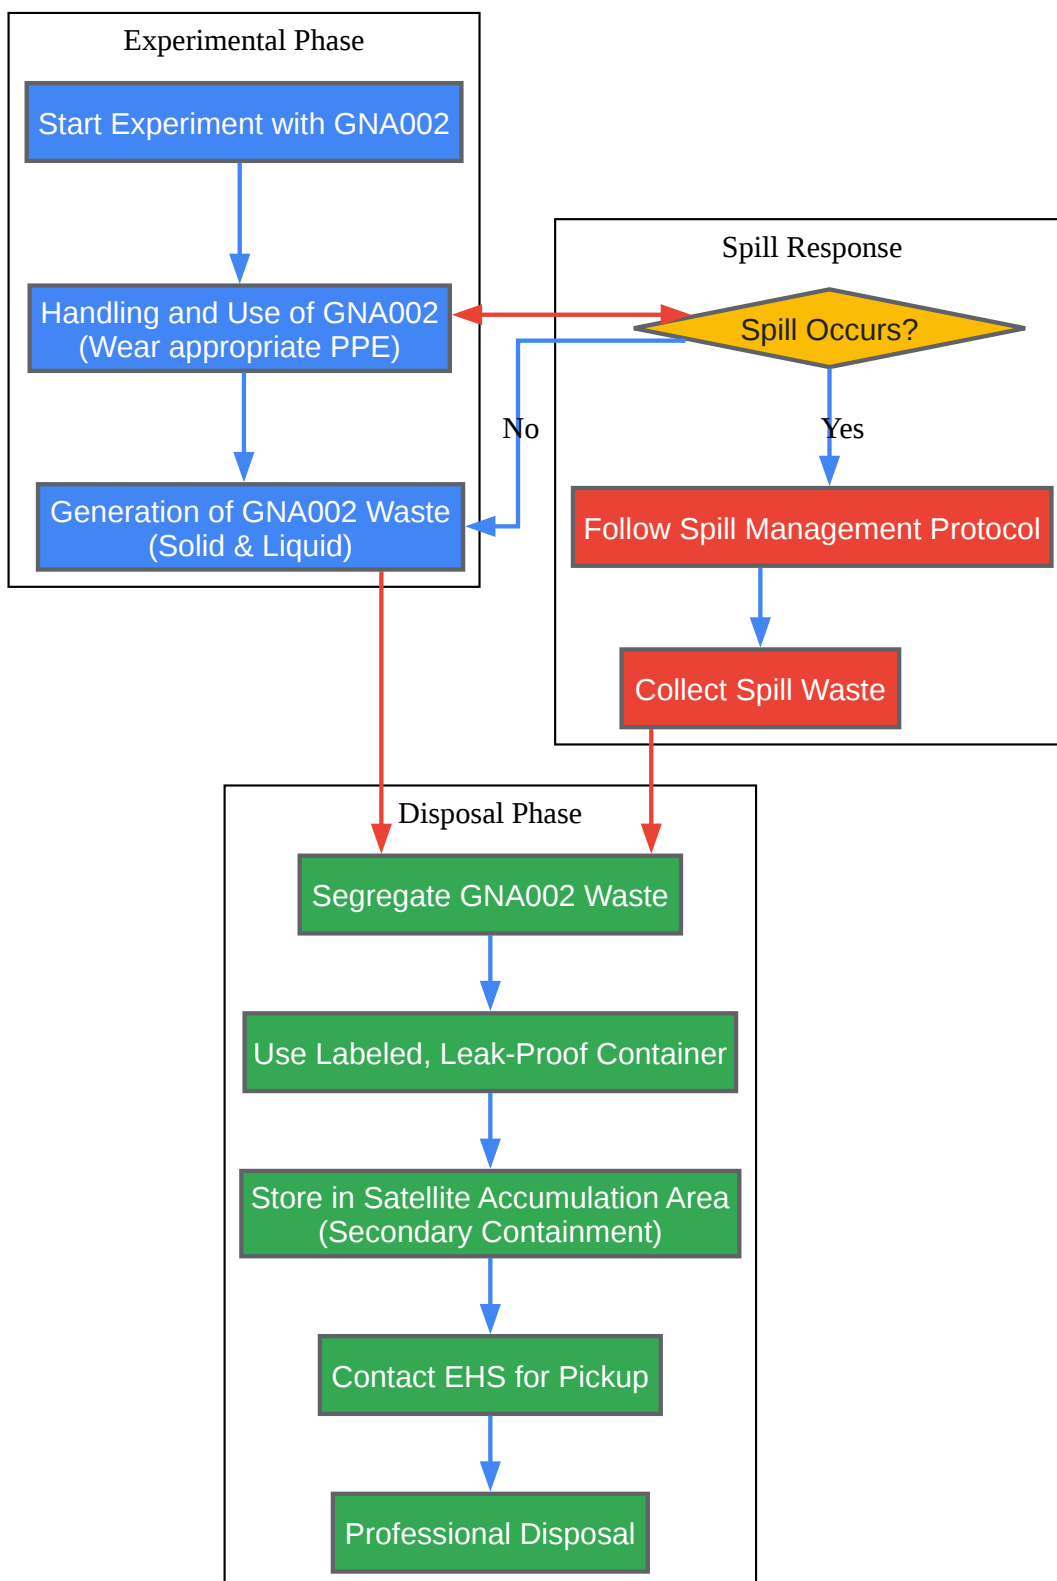 Experimental Phase
Start Experiment with GNA002
Handling and Use of GNA002
(Wear appropriate PPE)
Generation of GNA002 Waste
(Solid & Liquid)
Spill Response
Spill Occurs?
No
Yes
Follow Spill Management Protocol
Collect Spill Waste
Disposal Phase
Segregate GNA002 Waste
Use Labeled, Leak-Proof Container
Store in Satellite Accumulation Area
(Secondary Containment)
Contact EHS for Pickup
Professional Disposal